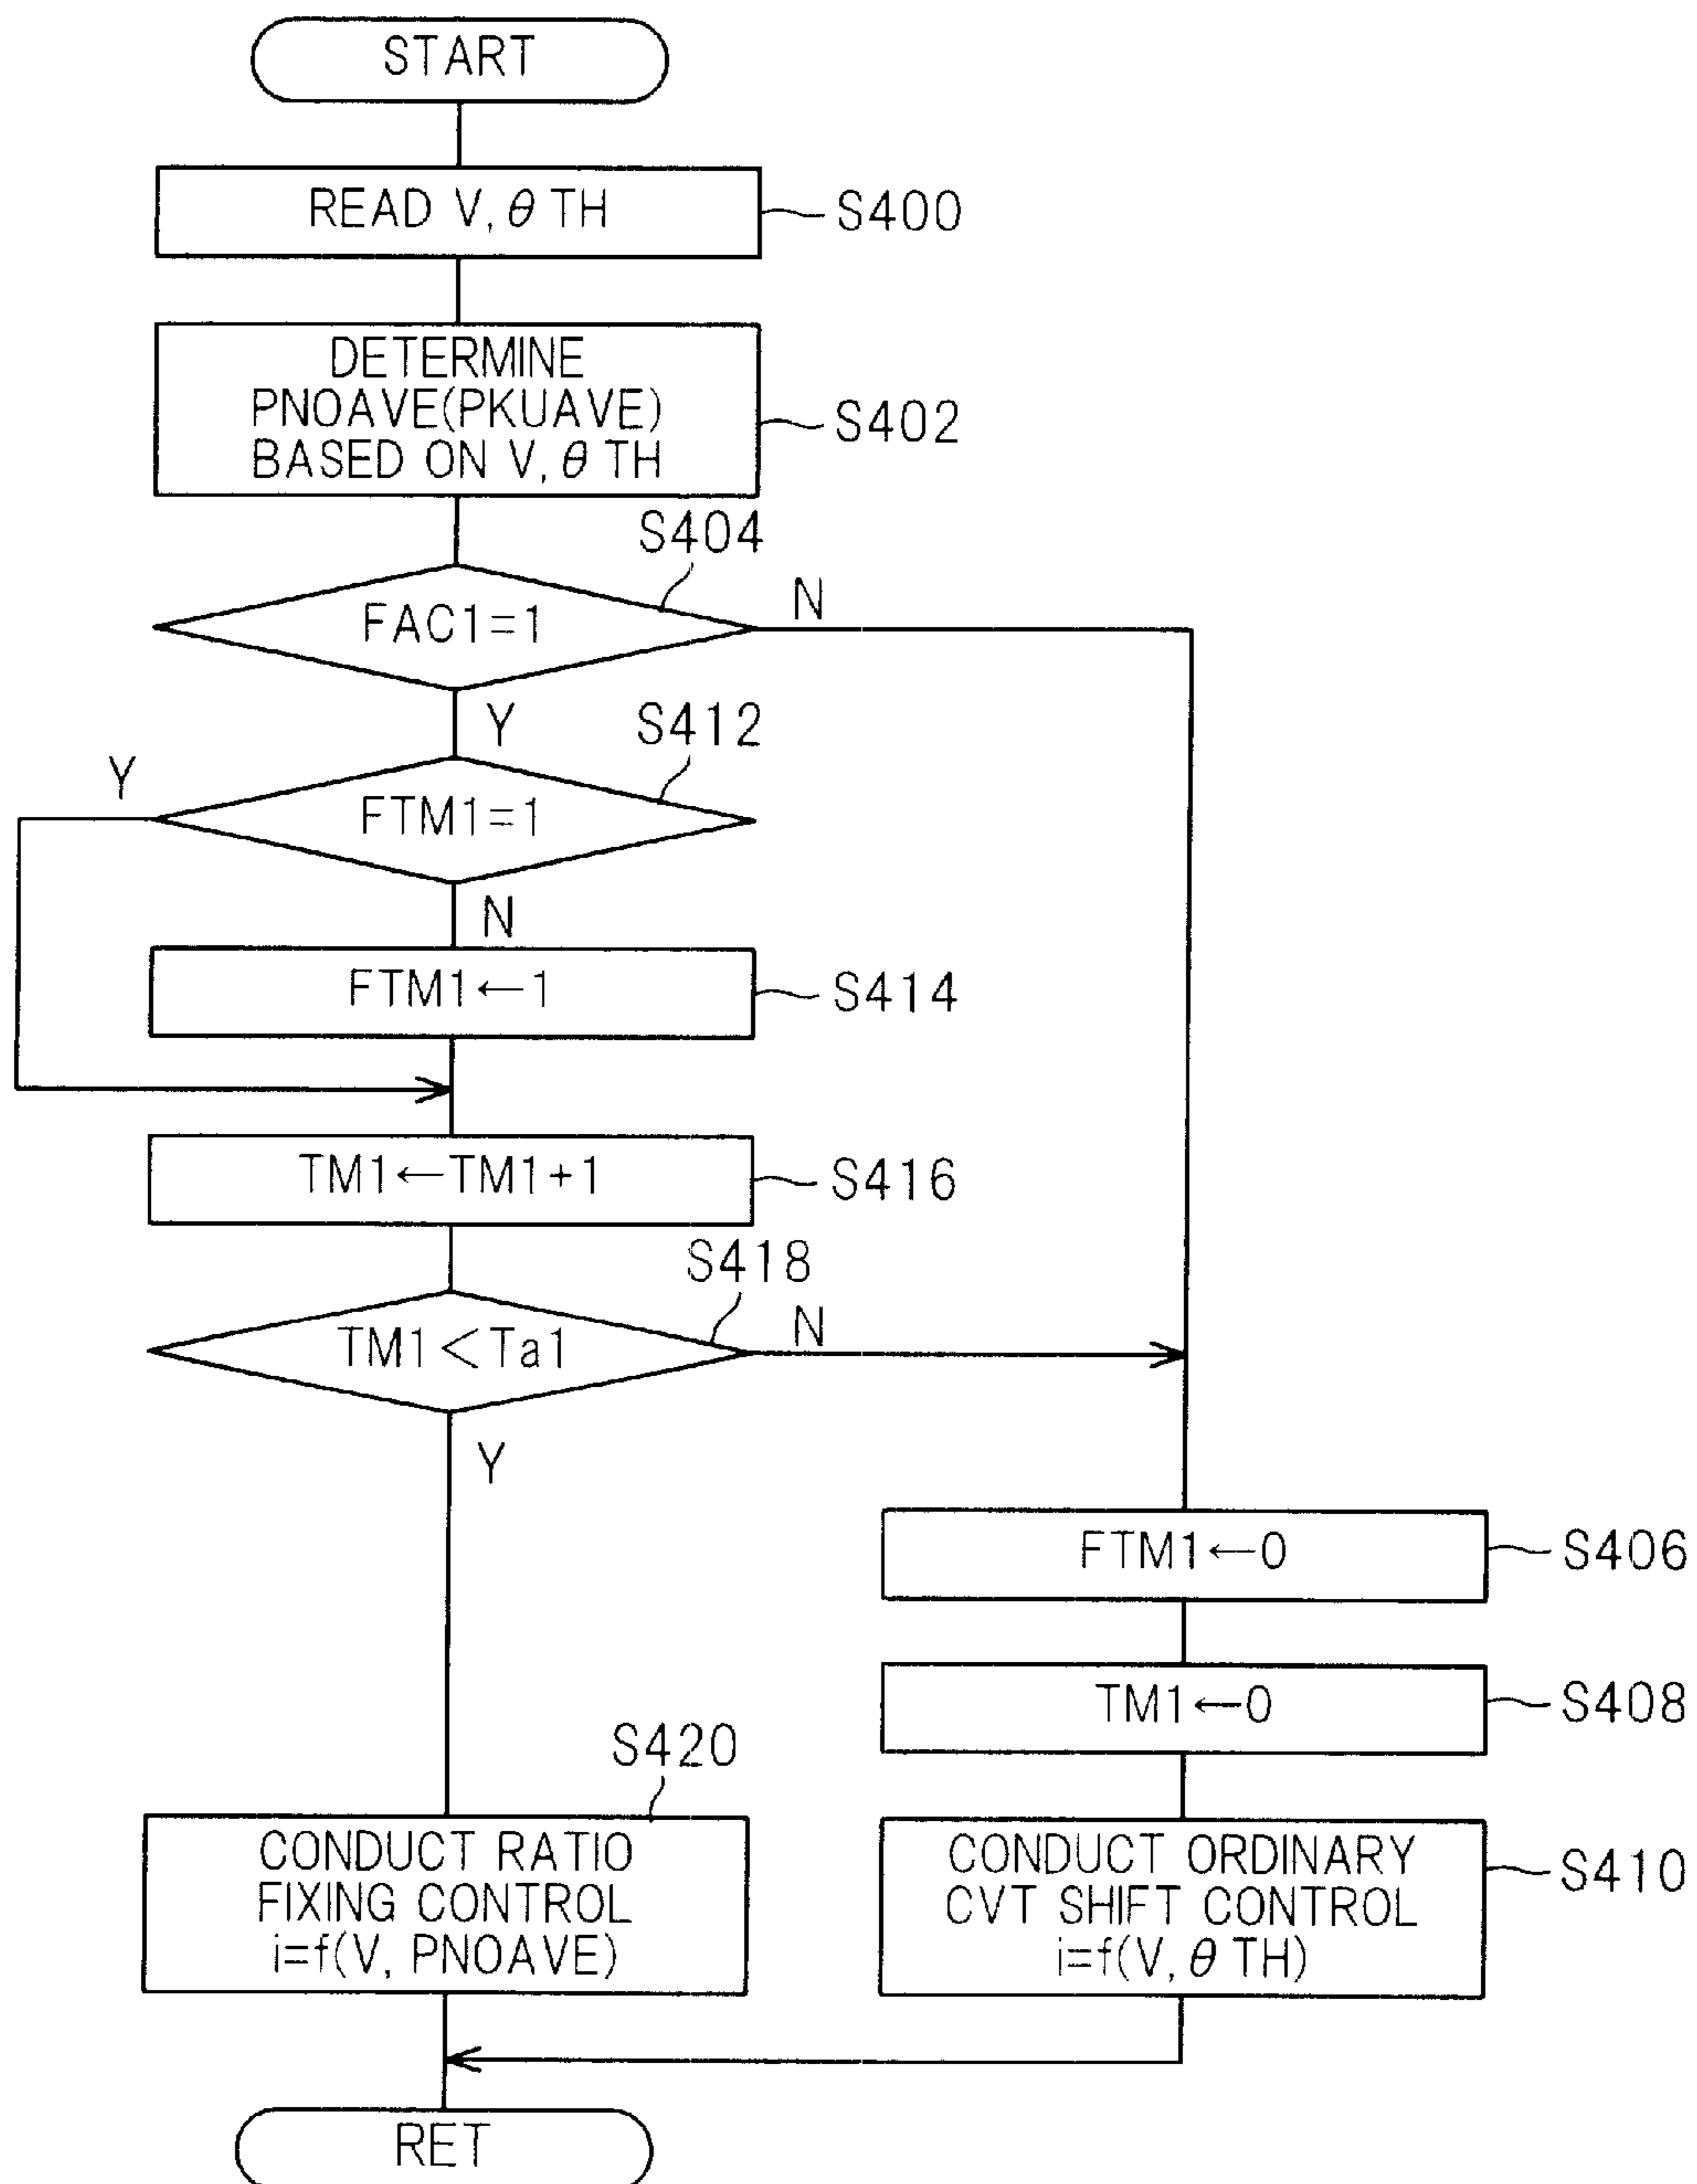 START
READ V, θ TH
S400
DETERMINE
PNOAVE(PKUAVE)
BASED ON V, θ TH
S402
S404
FAC1=1
N
Y
S412
Y
FTM1=1
N
FTM1←1
S414
TM1←TM1+1
S416
S418
TM1<Ta1
N
Y
FTM1←0
S406
TM1←0
S408
S420
CONDUCT RATIO
FIXING CONTROL
i=f(V, PNOAVE)
CONDUCT ORDINARY
CVT SHIFT CONTROL
i=f(V, θ TH)
S410
RET